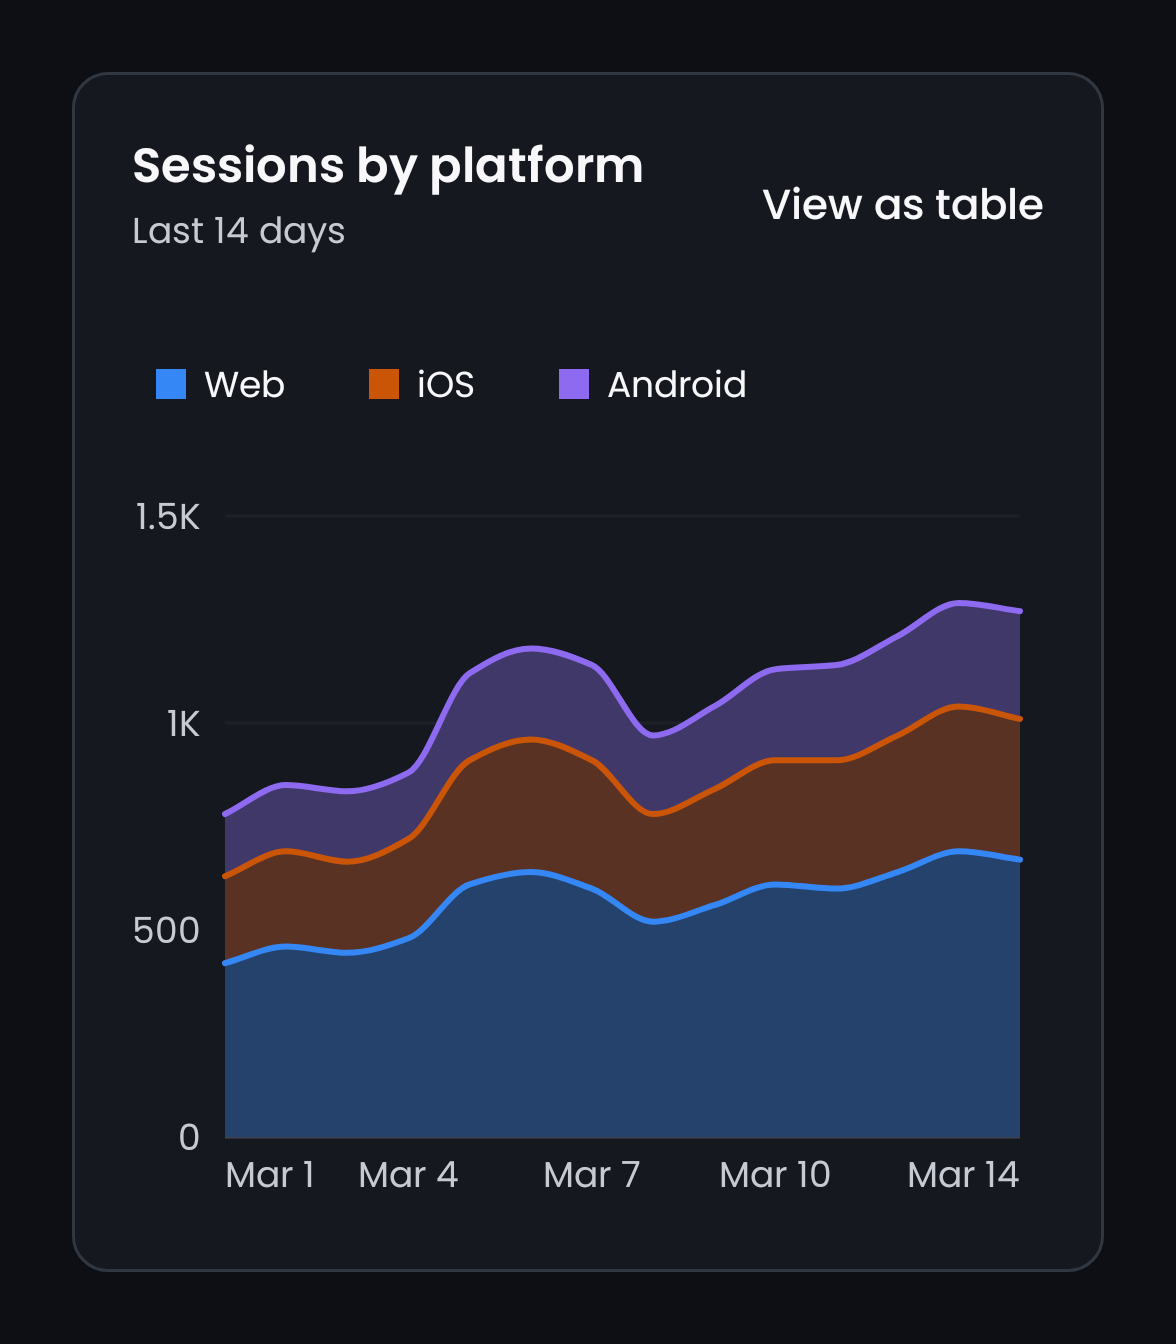 Sessions by platform
Last 14 days
View as table
Web
iOS
Android
1.5K
1K
500
0
Mar 1
Mar 4
Mar 7
Mar 10
Mar 14